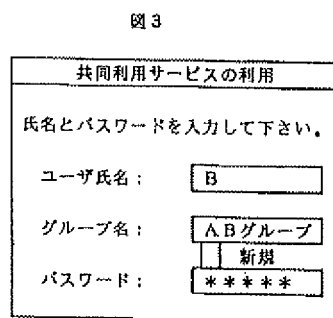 図3
共同利用サービスの利用
氏名とパスワードを入力して下さい。
ユーザ氏名: B
グループ名: ABグループ
新規
パスワード: *****